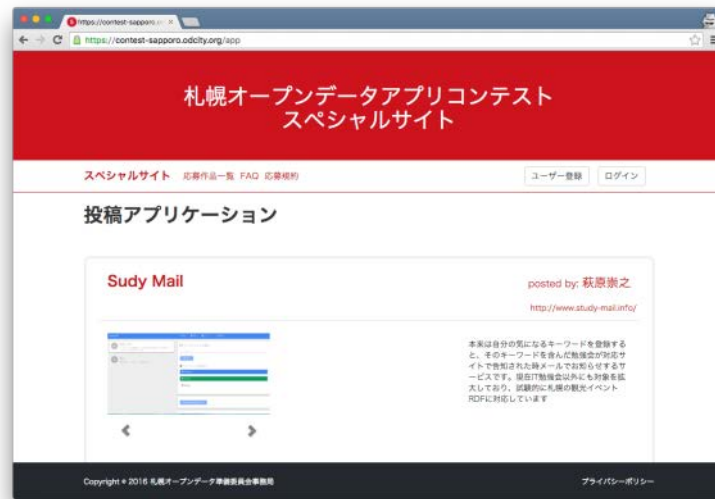 https://contest-sapporo.
https://contest-sapporo.odcity.org/app
札幌オープンデータアプリコンテスト
スペシャルサイト
スペシャルサイト 応募作品一覧 FAQ 応募規約 ユーザー登録 ログイン
投稿アプリケーション
Sudy Mail posted by: 萩原崇之
http://www.study-mail.info/
本来は自分の気になるキーワードを登録する
と、そのキーワードを含んだ勉強会が対応サ
イトで告知された時メールでお知らせするサ
ービスです。現在IT勉強会以外にも対象を拡
大しており、試験的に札幌の観光イベント
RDFに対応しています
Copyright © 2016 札幌オープンデータ準備委員会事務局 プライバシーポリシー